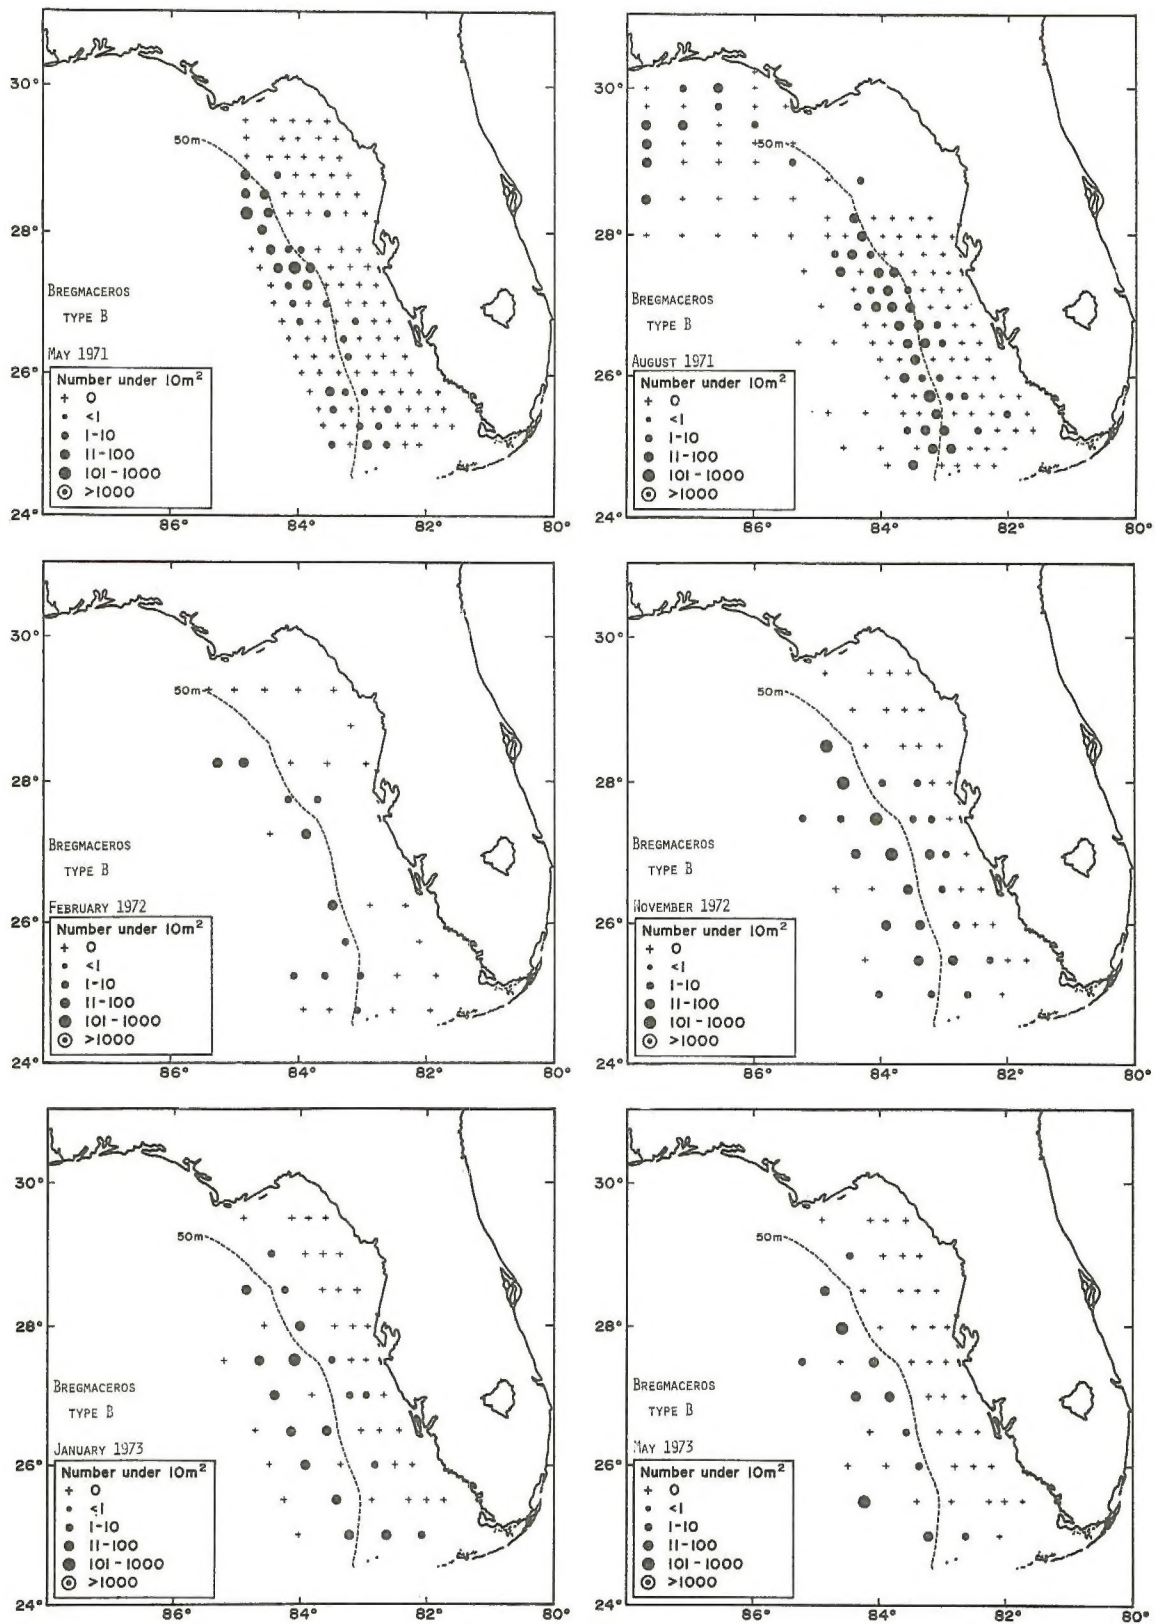 30°
28°
26°
24°
86°
84°
82°
80°
50m
BREGMACEROS
TYPE B
MAY 1971
Number under 10m²
+ 0
<1
1-10
11-100
101-1000
>1000
30°
28°
26°
24°
86°
84°
82°
80°
50m
BREGMACEROS
TYPE B
AUGUST 1971
Number under 10m²
+ 0
<1
1-10
11-100
101-1000
>1000
30°
28°
26°
24°
86°
84°
82°
80°
50m
BREGMACEROS
TYPE B
FEBRUARY 1972
Number under 10m²
+ 0
<1
1-10
11-100
101-1000
>1000
30°
28°
26°
24°
86°
84°
82°
80°
50m
BREGMACEROS
TYPE B
NOVEMBER 1972
Number under 10m²
+ 0
<1
1-10
11-100
101-1000
>1000
30°
28°
26°
24°
86°
84°
82°
80°
50m
BREGMACEROS
TYPE B
JANUARY 1973
Number under 10m²
+ 0
<1
1-10
11-100
101-1000
>1000
30°
28°
26°
24°
86°
84°
82°
80°
50m
BREGMACEROS
TYPE B
MAY 1973
Number under 10m²
+ 0
<1
1-10
11-100
101-1000
>1000